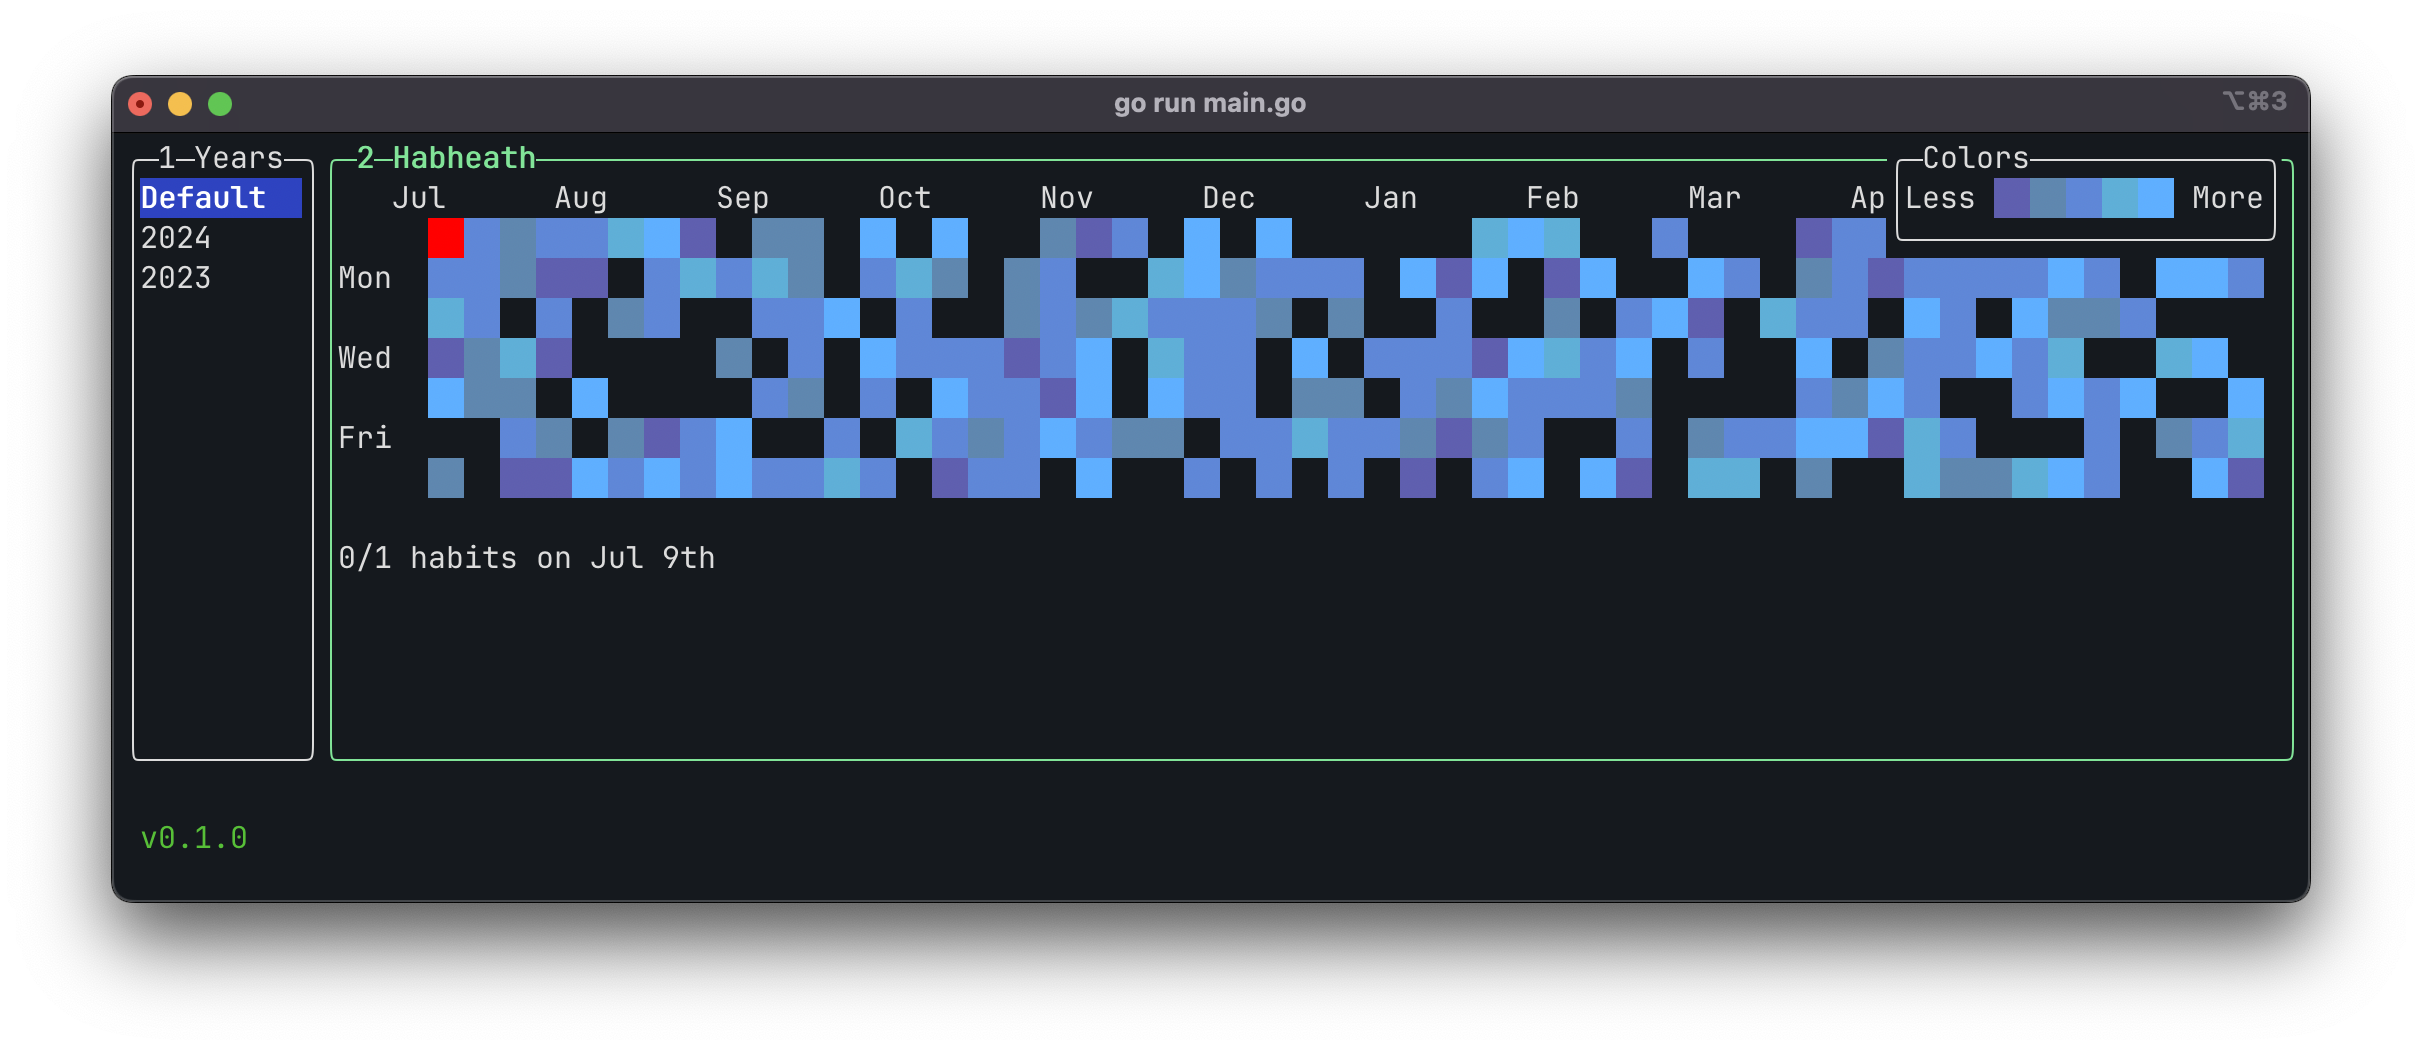 go run main.go
⌥⌘3
1 Years
Default
2024
2023
2 Habheath
Jul Aug Sep Oct Nov Dec Jan Feb Mar Ap
Mon
Wed
Fri
0/1 habits on Jul 9th
Colors
Less More
v0.1.0